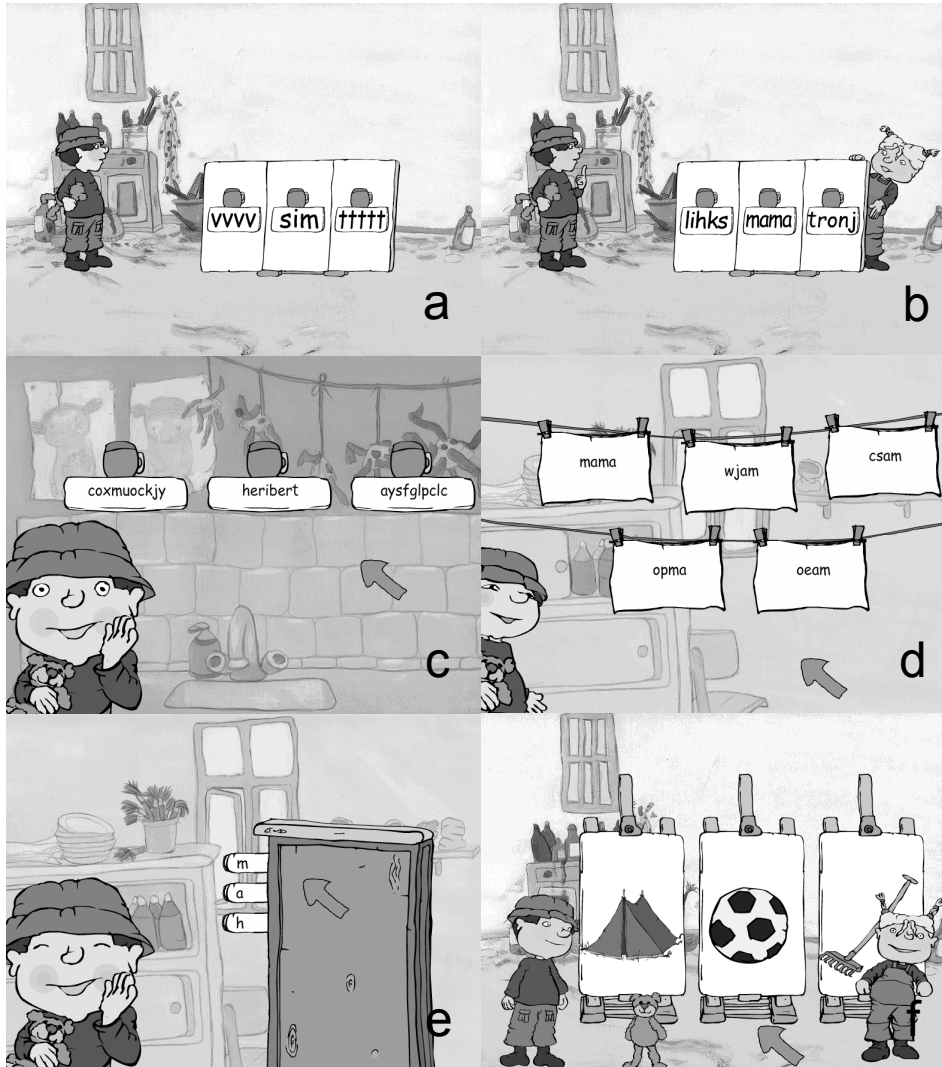 vvvv sim ttttt
a
lihks mama tronj
b
coxmuockjy heribert aysfglpclc
c
mama wjam csam
opma oeam
d
m
a
h
e
f